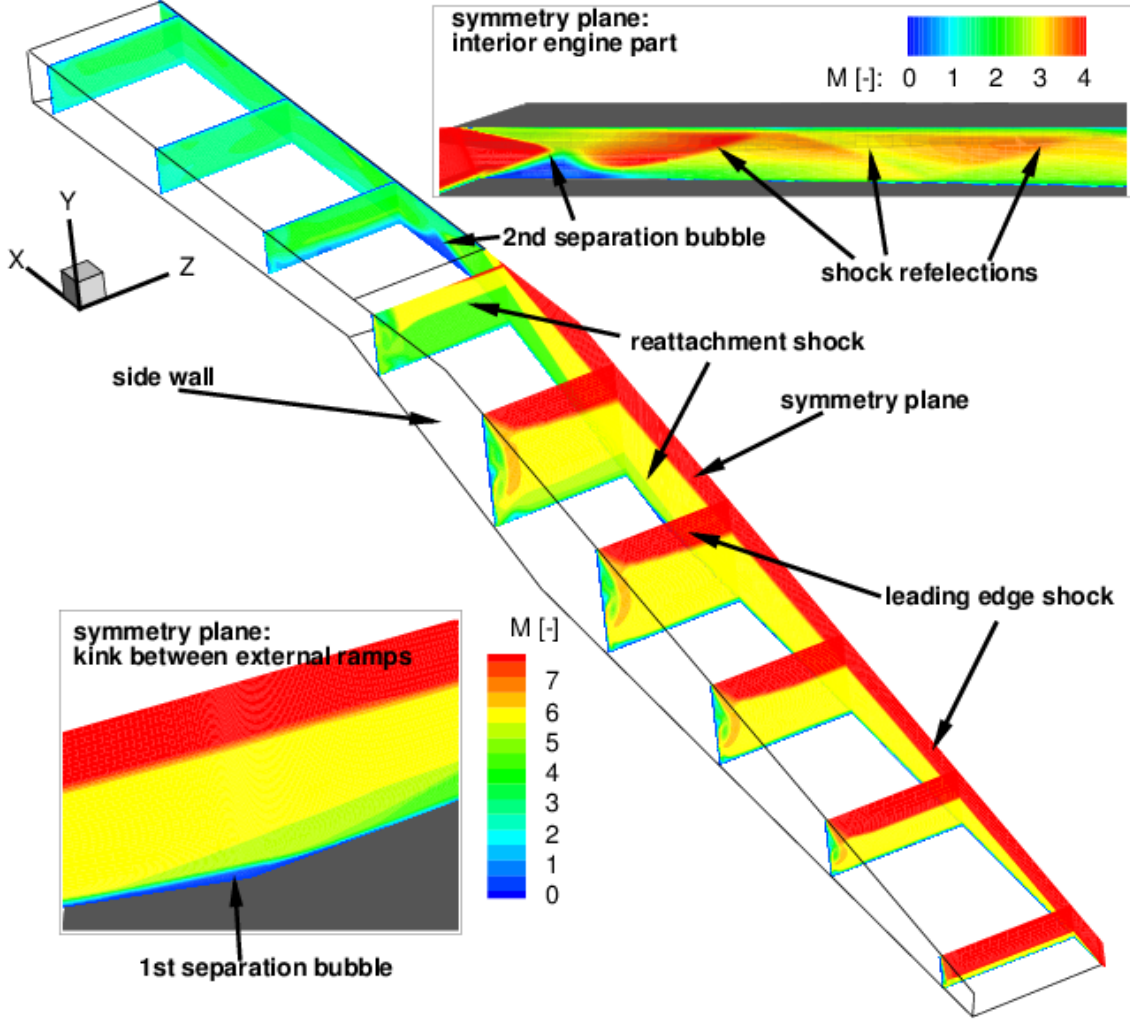 symmetry plane:
interior engine part
M [-]: 0 1 2 3 4
Y
X
Z
2nd separation bubble
shock refelections
reattachment shock
side wall
symmetry plane
leading edge shock
symmetry plane:
kink between external ramps
M [-]
7
6
5
4
3
2
1
0
1st separation bubble